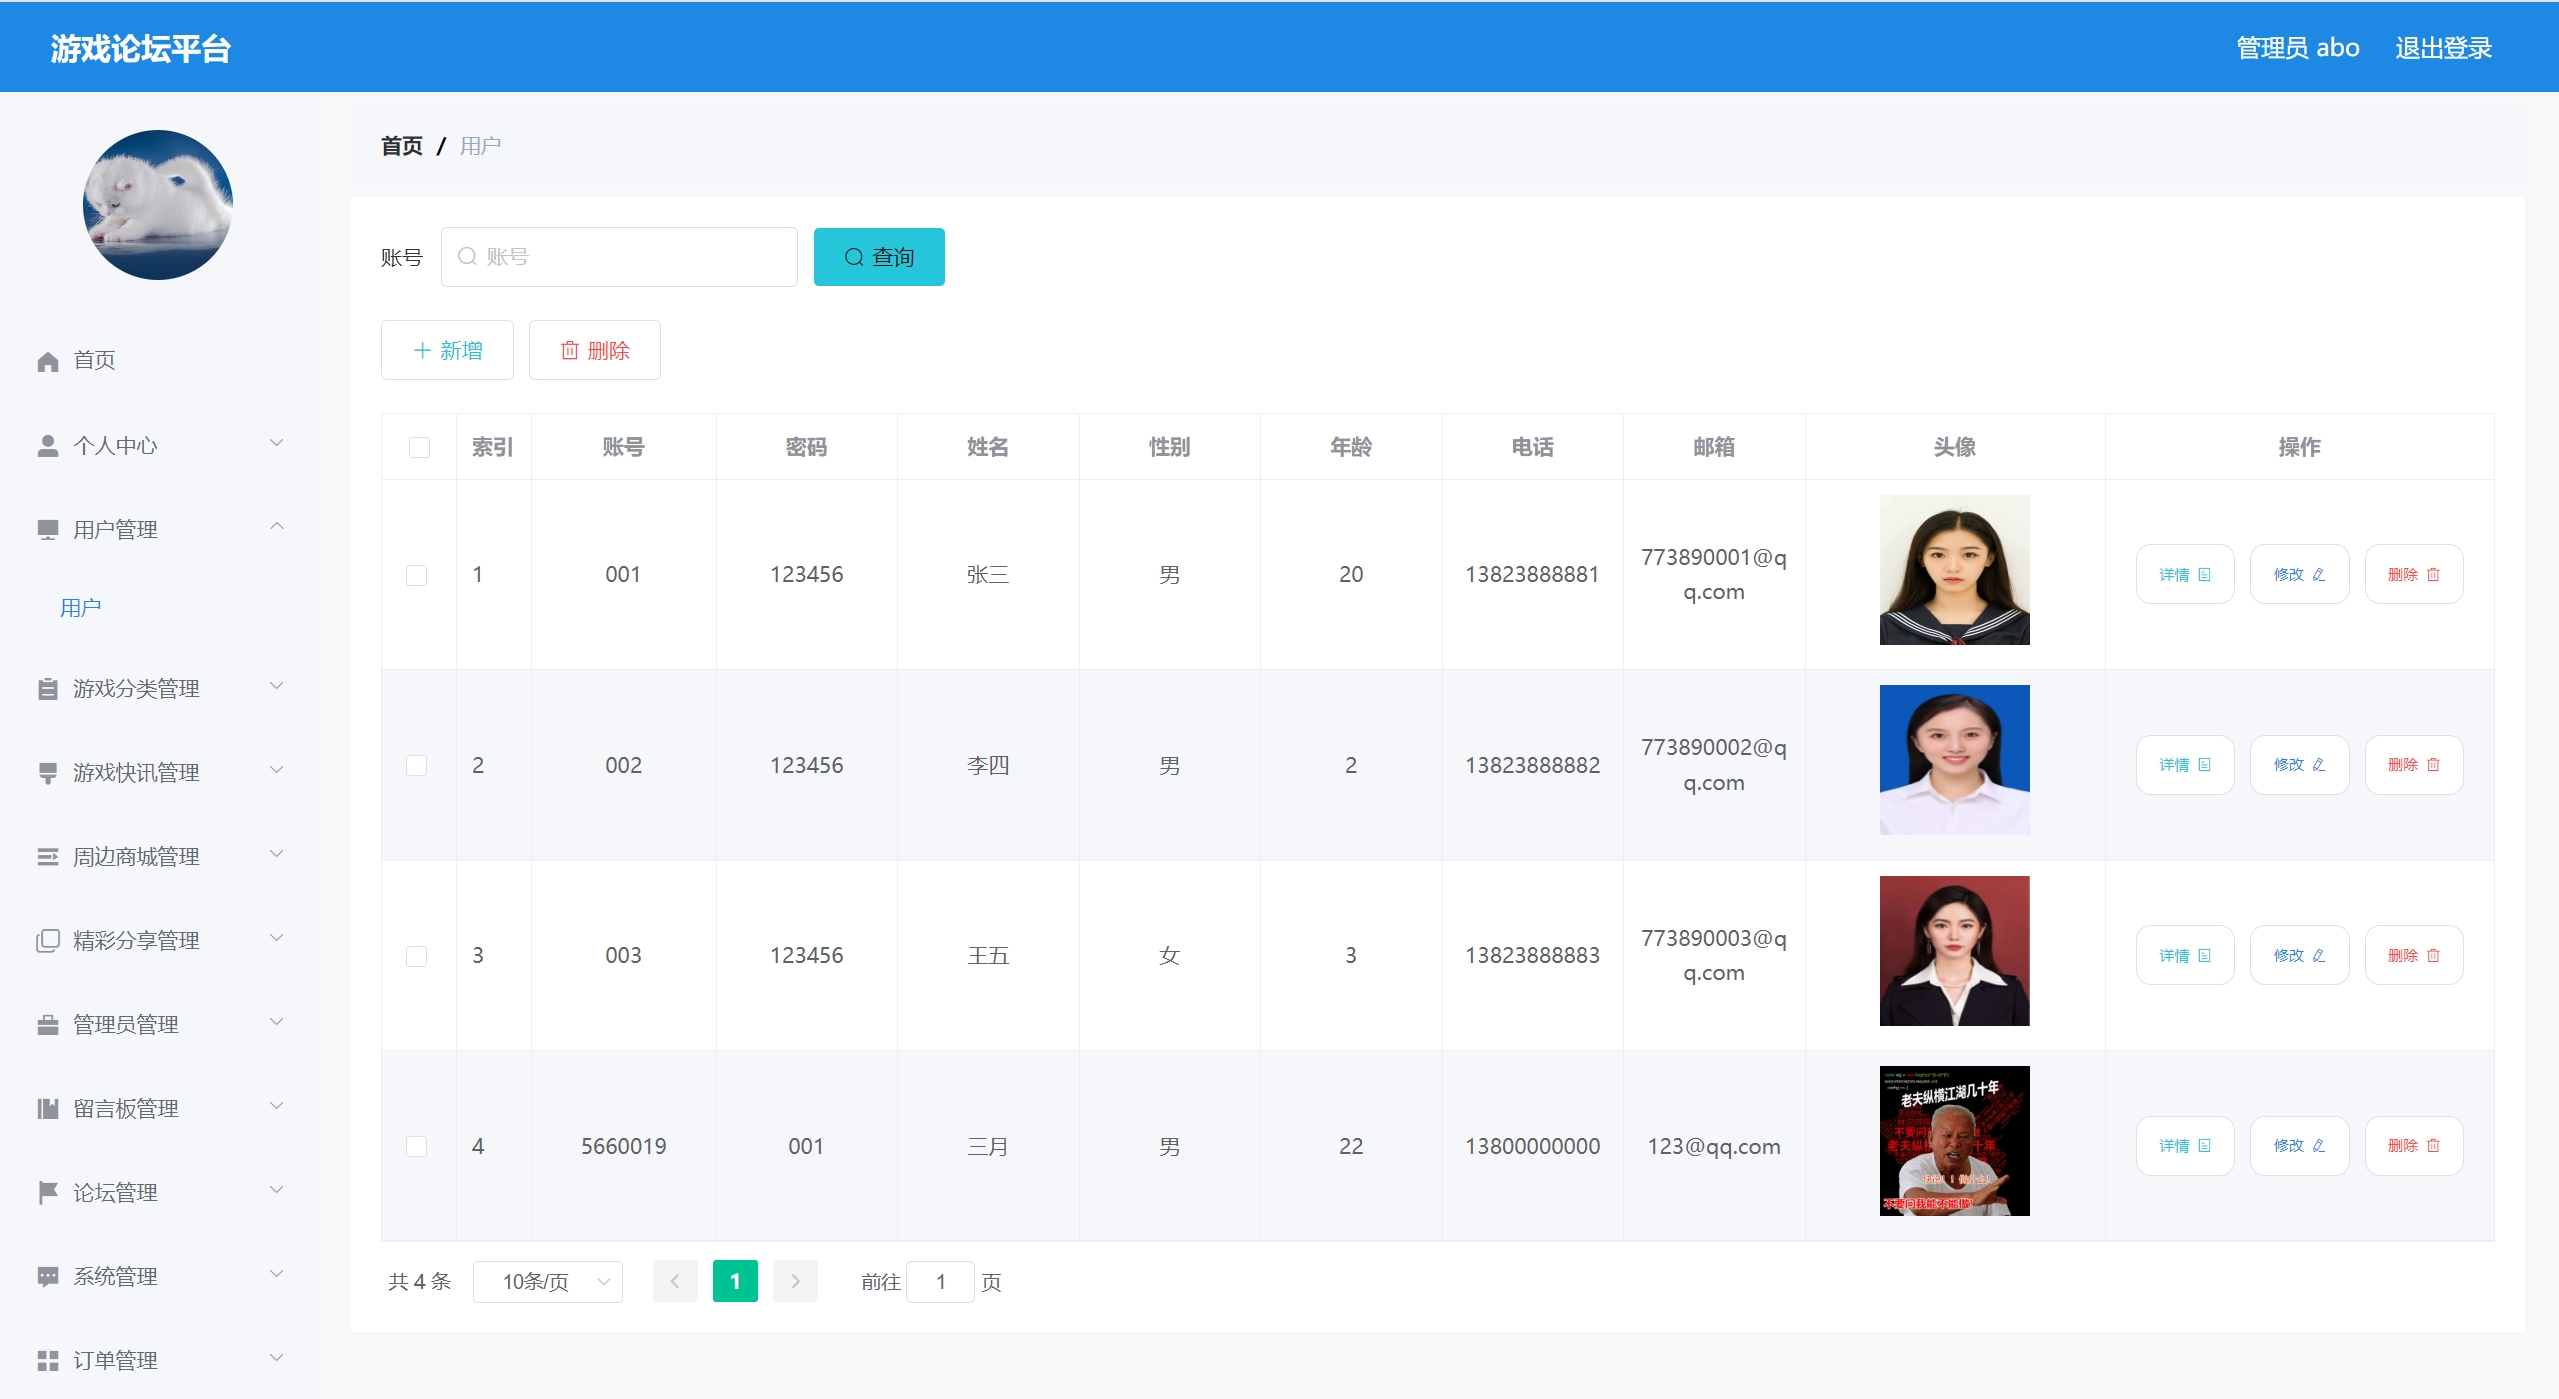 游戏论坛平台
管理员 abo 退出登录
首页 / 用户
账号 账号 查询
新增 删除
首页
个人中心
用户管理
用户
游戏分类管理
游戏快讯管理
周边商城管理
精彩分享管理
管理员管理
留言板管理
论坛管理
系统管理
订单管理
索引 账号 密码 姓名 性别 年龄 电话 邮箱 头像 操作
1 001 123456 张三 男 20 13823888881 773890001@q
q.com 详情 修改 删除
2 002 123456 李四 男 2 13823888882 773890002@q
q.com 详情 修改 删除
3 003 123456 王五 女 3 13823888883 773890003@q
q.com 详情 修改 删除
4 5660019 001 三月 男 22 13800000000 123@qq.com 详情 修改 删除
老夫纵横江湖几十年
不要问我能不能做!
共 4 条 10条/页 1 前往 1 页